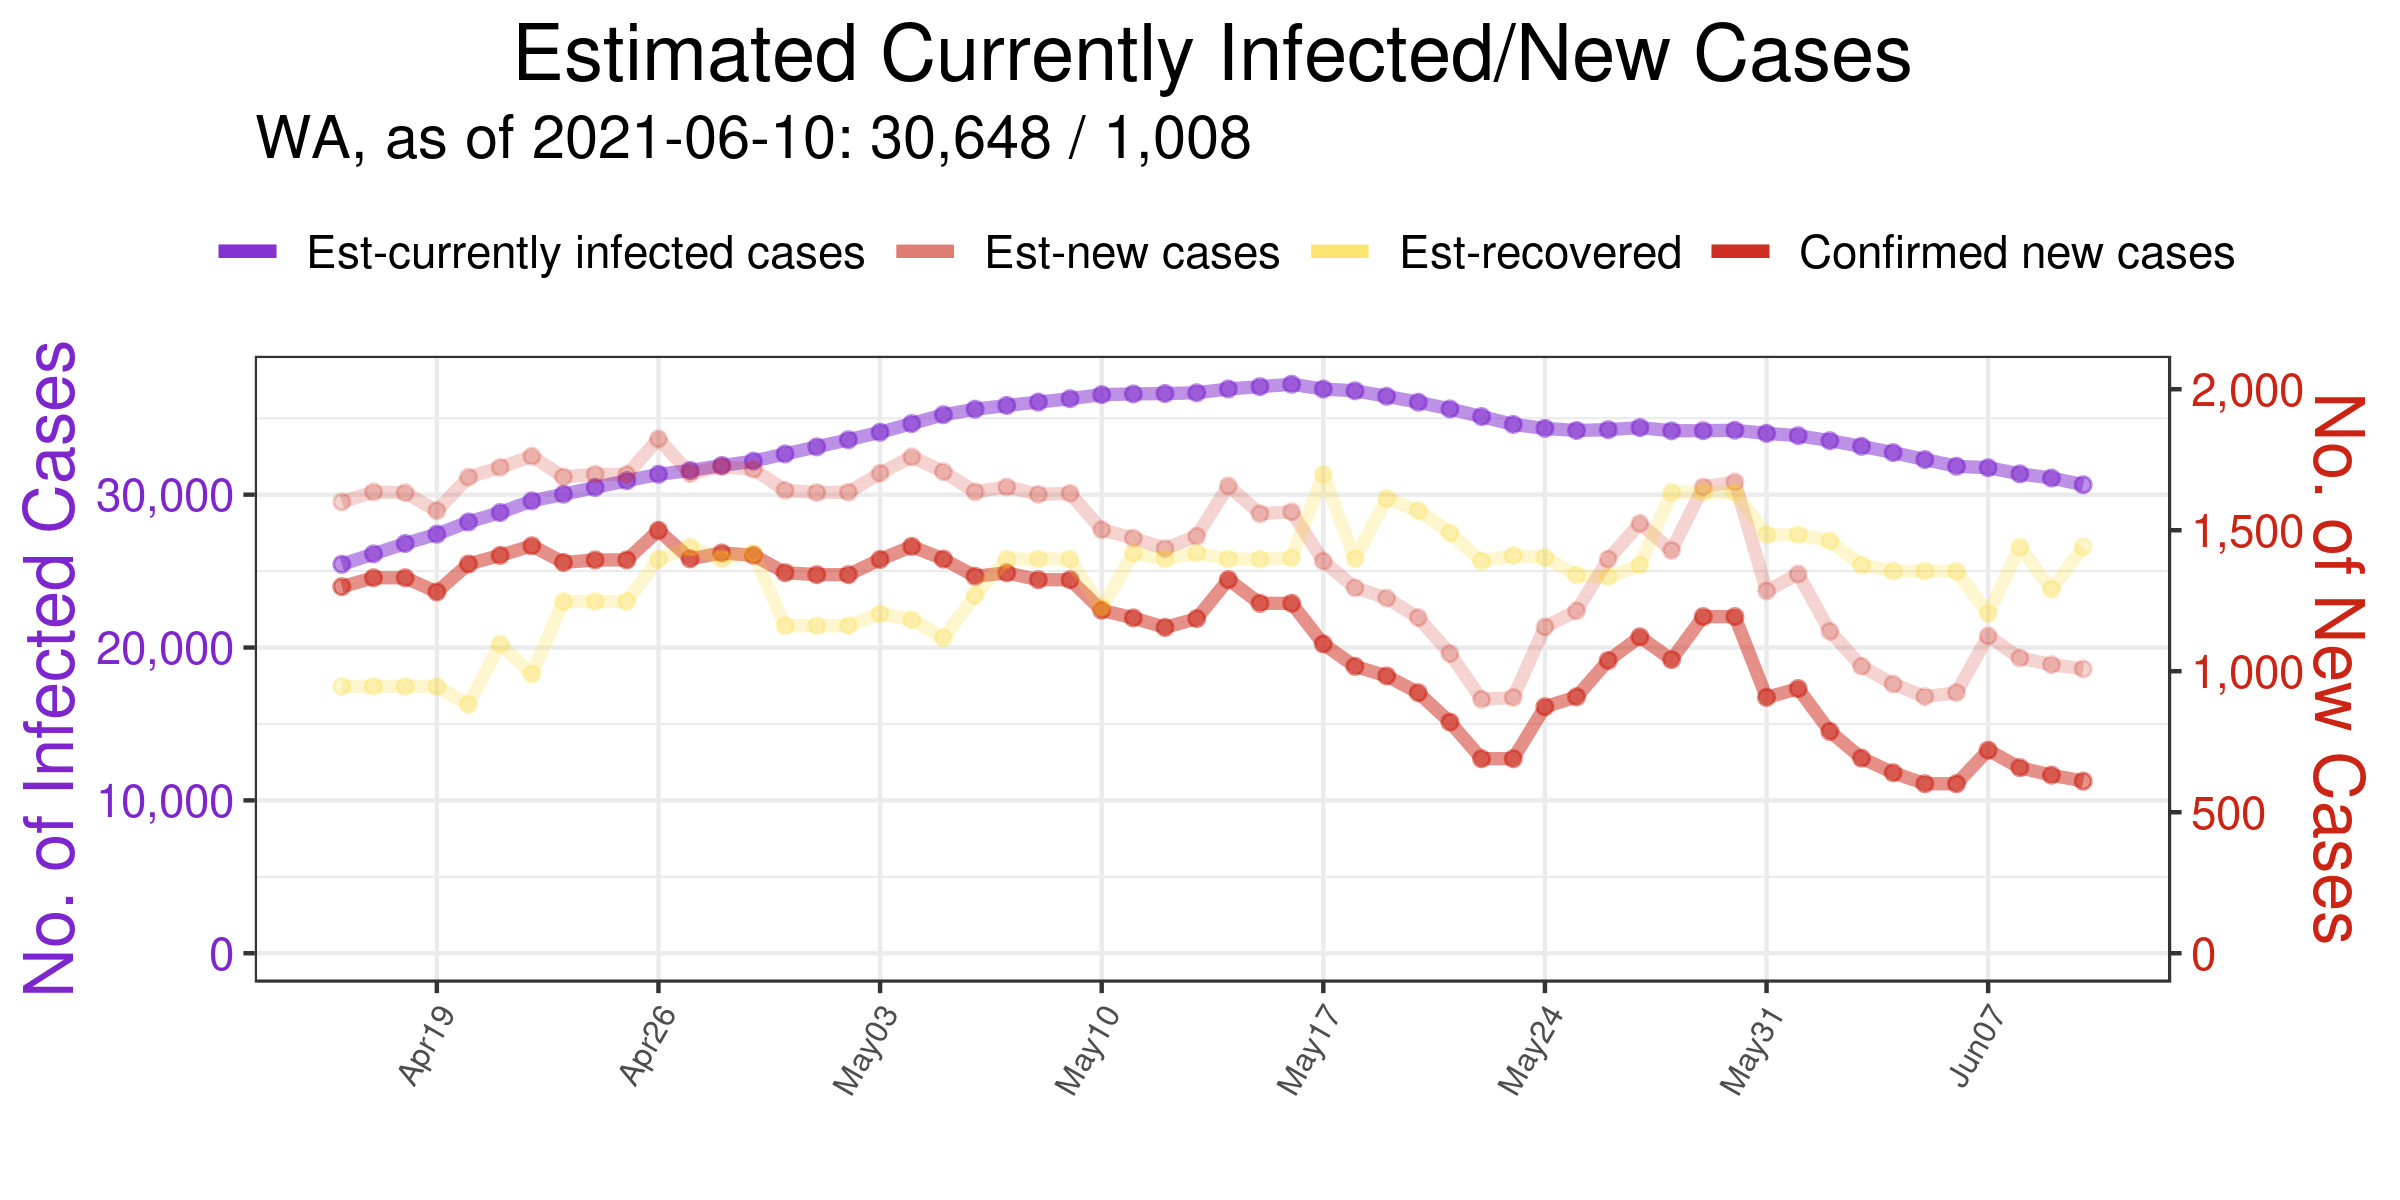 Estimated Currently Infected/New Cases
WA, as of 2021-06-10: 30,648 / 1,008
Est-currently infected cases Est-new cases Est-recovered Confirmed new cases
No. of Infected Cases
30,000
20,000
10,000
0
2,000
1,500
1,000
500
0
No. of New Cases
Apr19 Apr26 May03 May10 May17 May24 May31 Jun07